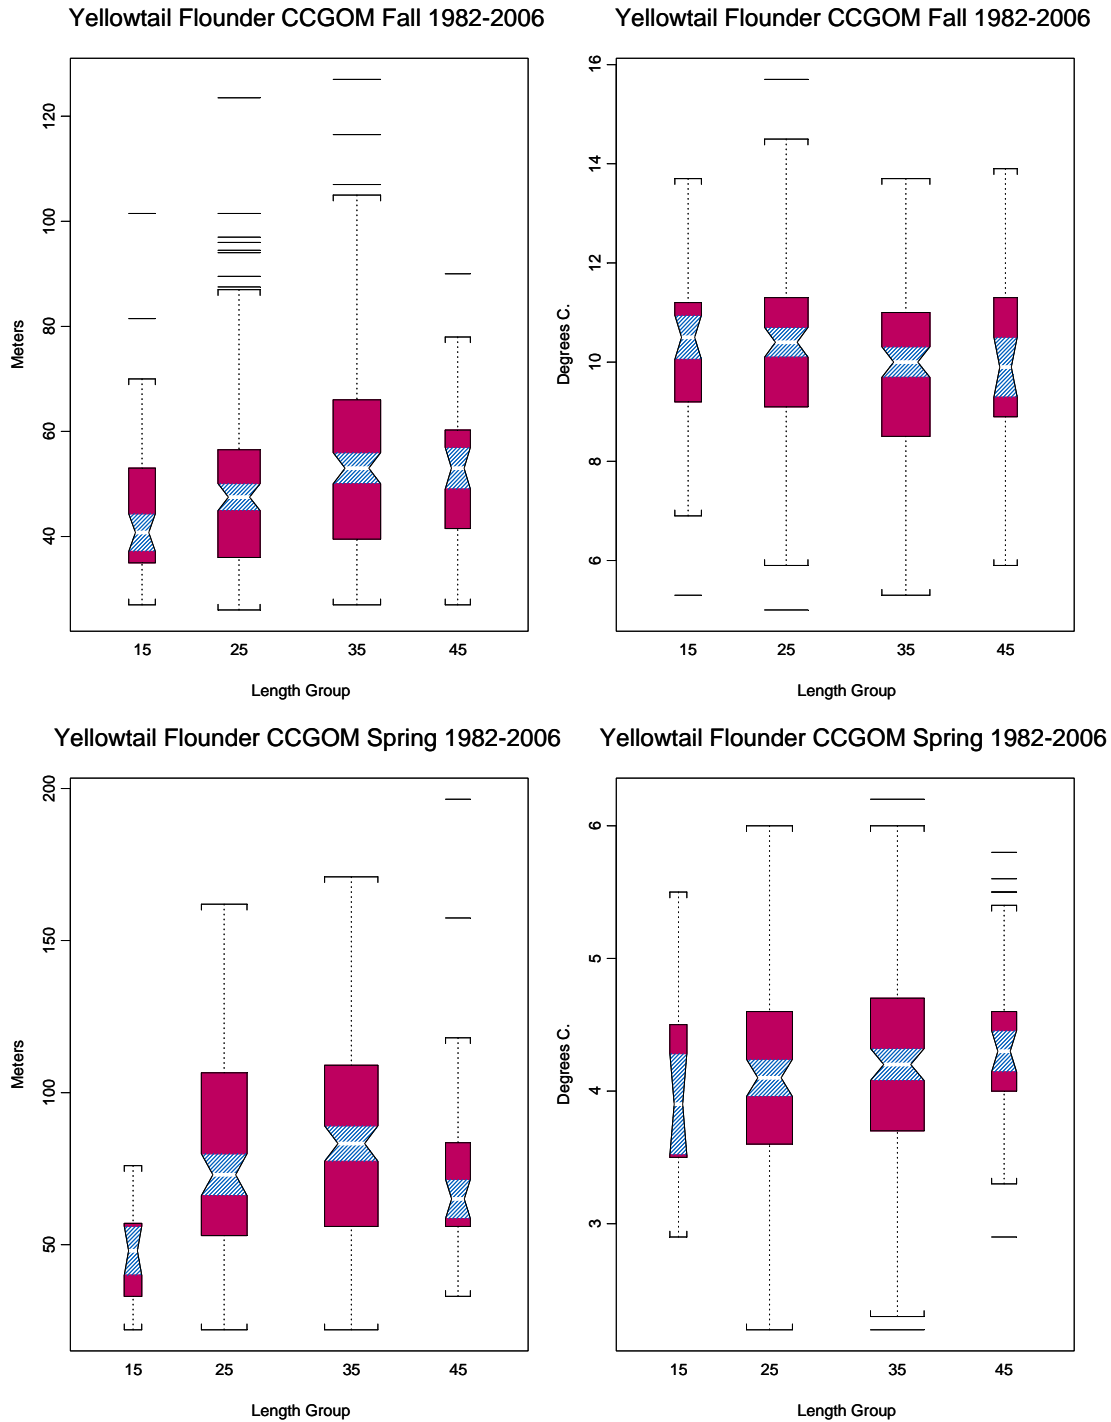 Yellowtail Flounder CCGOM Fall 1982-2006
Meters
120
100
80
60
40
15 25 35 45
Length Group
Yellowtail Flounder CCGOM Fall 1982-2006
Degrees C.
16
14
12
10
8
6
15 25 35 45
Length Group
Yellowtail Flounder CCGOM Spring 1982-2006
Meters
200
150
100
50
15 25 35 45
Length Group
Yellowtail Flounder CCGOM Spring 1982-2006
Degrees C.
6
5
4
3
15 25 35 45
Length Group